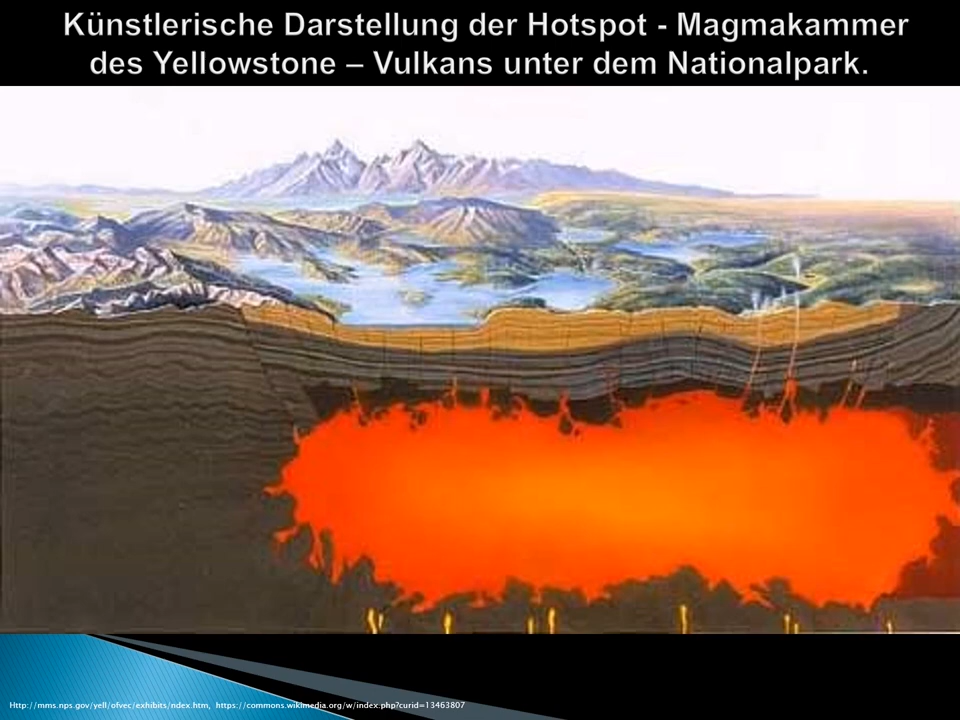 Künstlerische Darstellung der Hotspot - Magmakammer
des Yellowstone – Vulkans unter dem Nationalpark.
Http://mms.nps.gov/yell/ofvec/exhibits/ndex.htm, https://commons.wikimedia.org/w/index.php?curid=13463807